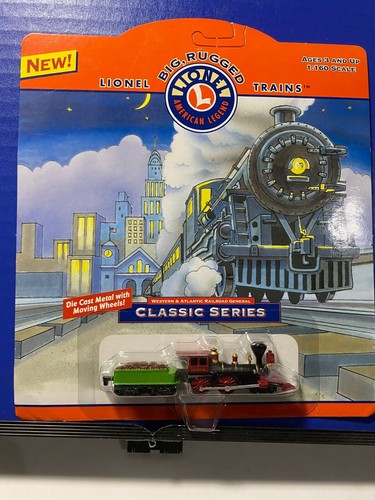 NEW!
BIG, RUGGED
LIONEL TRAINS™
LIONEL
AMERICAN LEGEND
L
AGES 3 AND UP
1:160 SCALE!
Die Cast Metal with
Moving Wheels!
WESTERN & ATLANTIC RAILROAD GENERAL
CLASSIC SERIES